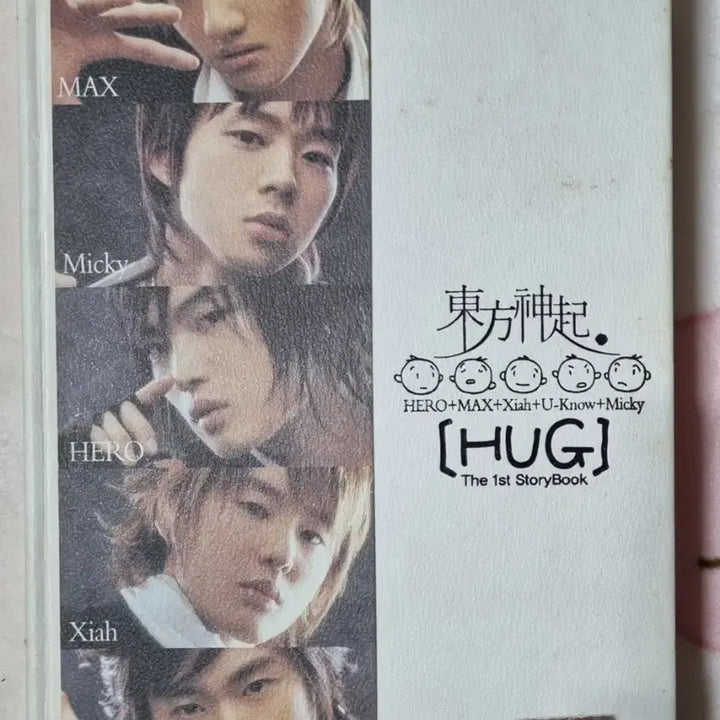 MAX
Micky
HERO
Xiah
東方神起.
HERO+MAX+Xiah+U-Know+Micky
[HUG]
The 1st StoryBook